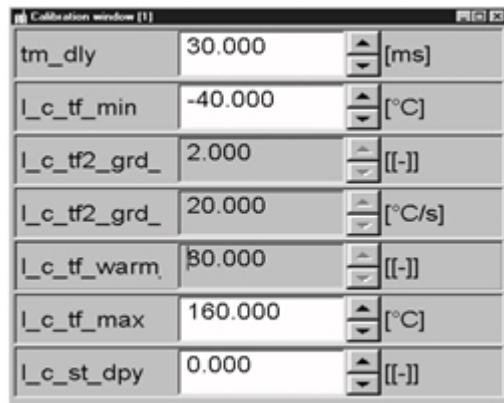 Calibration window [1]
tm_dly 30.000 [ms]
l_c_tf_min -40.000 [°C]
l_c_tf2_grd_ 2.000 [[-]]
l_c_tf2_grd_ 20.000 [°C/s]
l_c_tf_warm_ 80.000 [[-]]
l_c_tf_max 160.000 [°C]
l_c_st_dpy 0.000 [[-]]